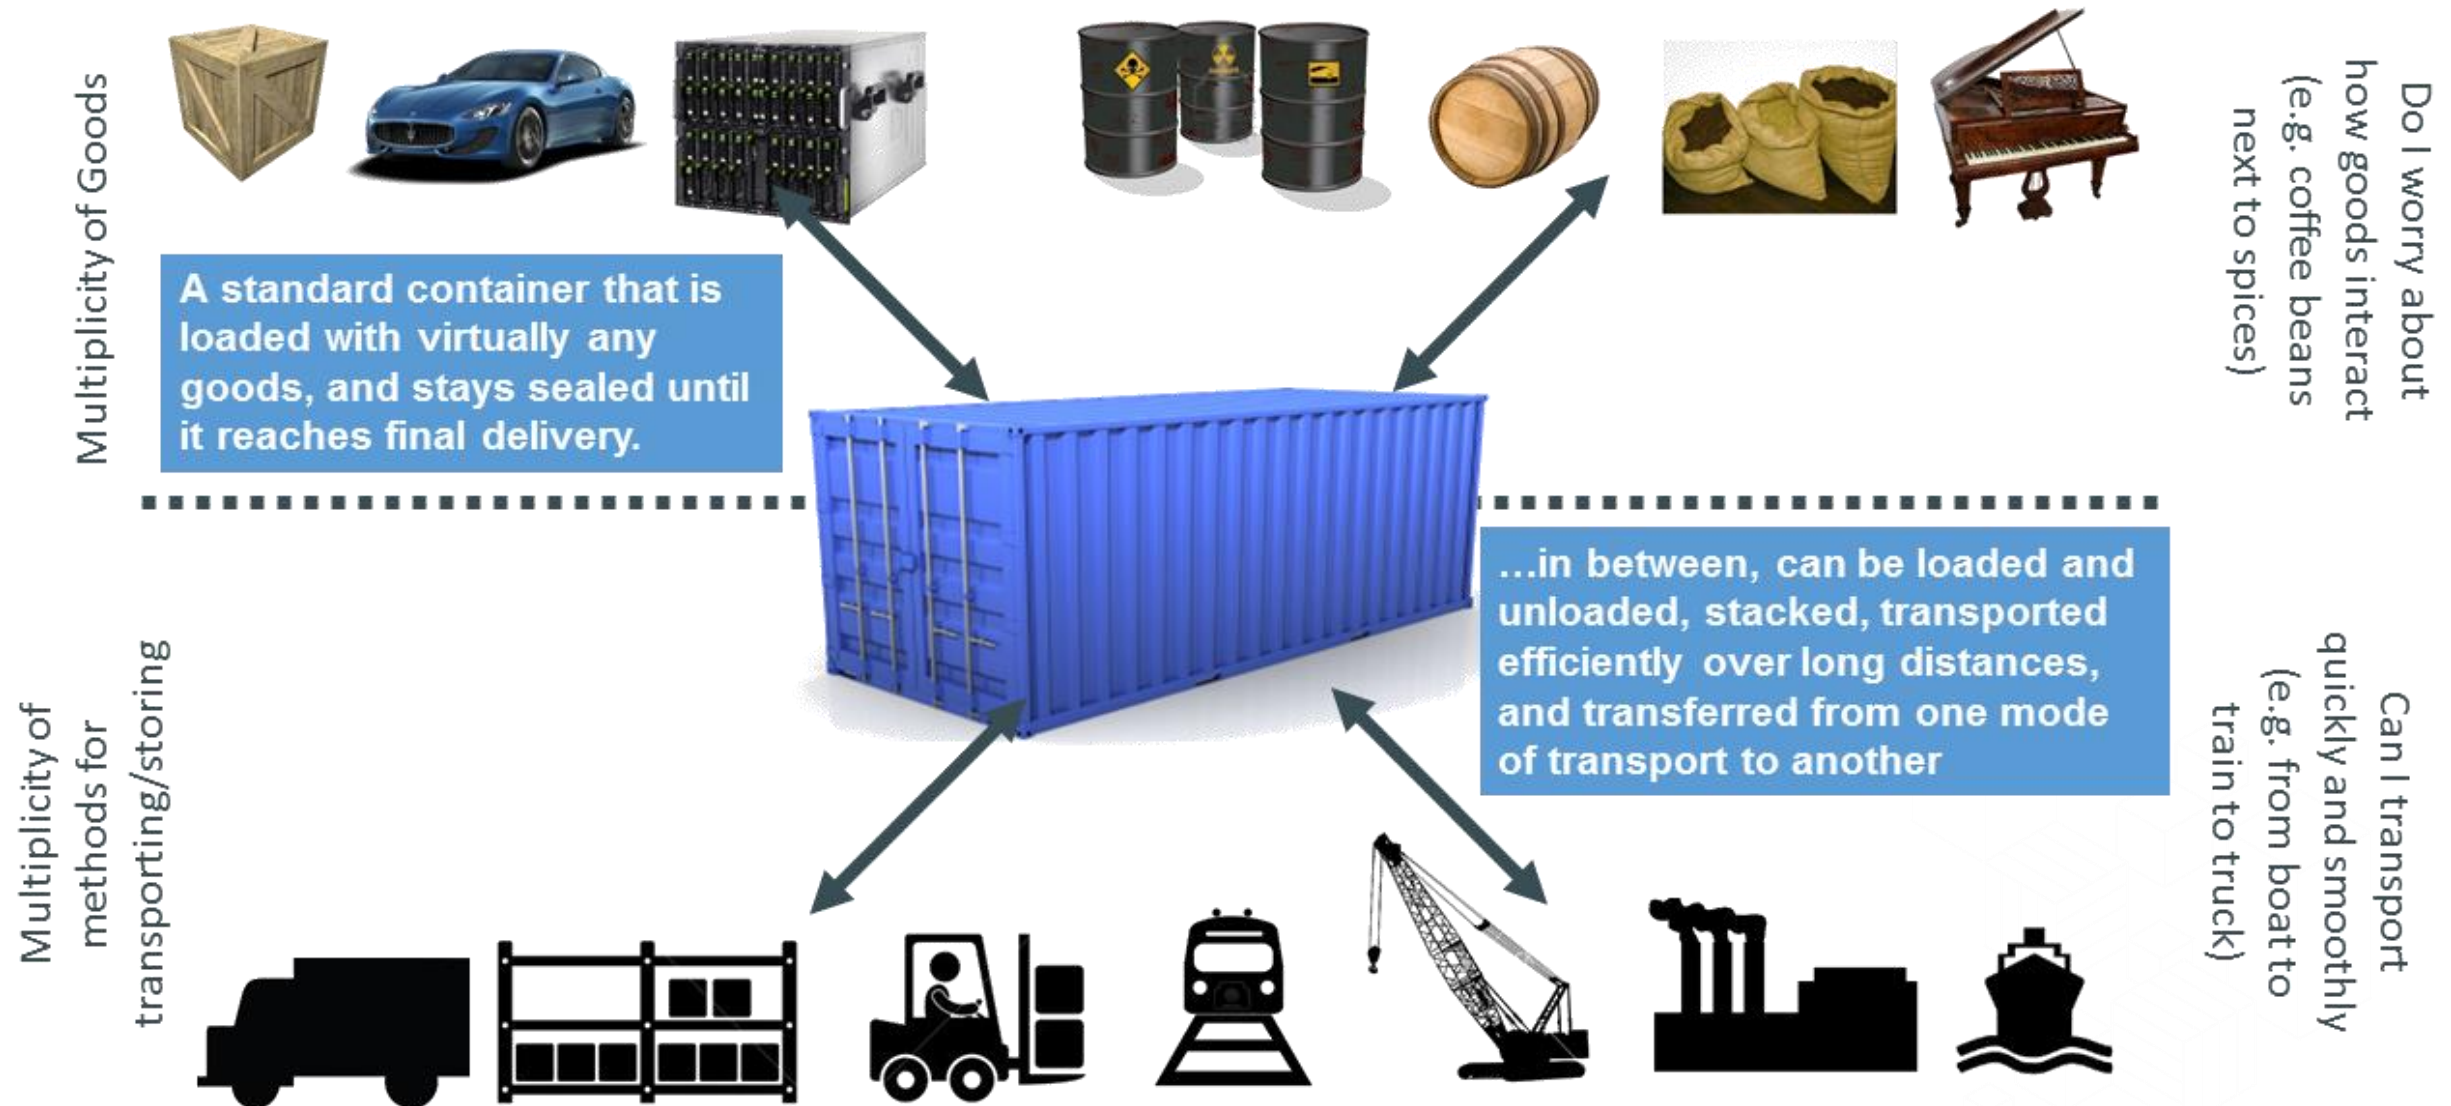 Multiplicity of Goods
A standard container that is
loaded with virtually any
goods, and stays sealed until
it reaches final delivery.
Do I worry about
how goods interact
(e.g. coffee beans
next to spices)
Multiplicity of
methods for
transporting/storing
...in between, can be loaded and
unloaded, stacked, transported
efficiently over long distances,
and transferred from one mode
of transport to another
Can I transport
quickly and smoothly
(e.g. from boat to
train to truck)